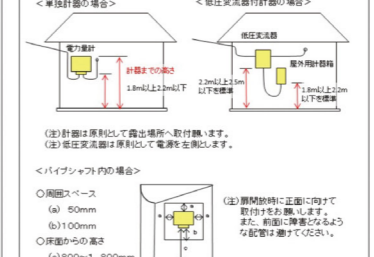 ＜単独計器の場合＞
＜低圧変流器付計器の場合＞
電力量計
計器までの高さ
1.8m以上2.2m以下
低圧変流器
屋外用計器箱
2.2m以上2.5m
以下を標準
1.8m以上2.2m
以下を標準
(注)計器は原則として露出場所へ取付願います。
(注)低圧変流器は原則として電源を左側とします。
＜パイプシャフト内の場合＞
○周囲スペース
(a) 50mm
(b)100mm
○床面からの高さ
(c)800～1,800mm
a
a
b
c
(注)扉開放時に正面に向けて
取付をお願いします。
また、前面に障害となるよう
な配管は避けてください。